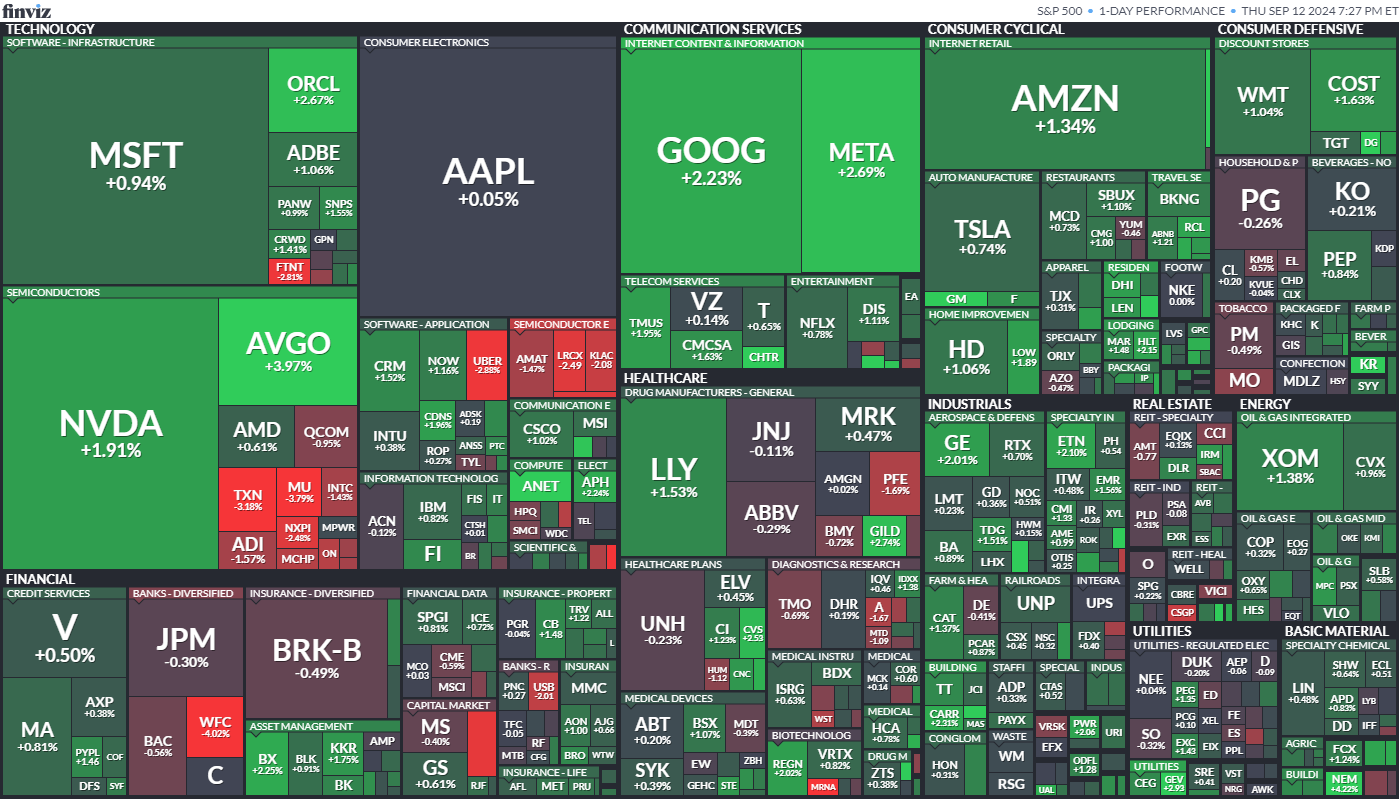 finviz
S&P 500 • 1-DAY PERFORMANCE • THU SEP 12 2024 7:27 PM ET
TECHNOLOGY
SOFTWARE - INFRASTRUCTURE
MSFT
+0.94%
ORCL
+2.67%
ADBE
+1.06%
PANW
+0.99%
SNPS
+1.55%
CRWD
+1.41%
GPN
FTNT
-2.81%
CONSUMER ELECTRONICS
AAPL
+0.05%
SEMICONDUCTORS
NVDA
+1.91%
AVGO
+3.97%
AMD
+0.61%
QCOM
-0.95%
TXN
-3.18%
MU
-3.79%
INTC
-1.43%
NXPI
-2.48%
MPWR
ADI
-1.57%
MCHP
ON
SOFTWARE - APPLICATION
CRM
+1.52%
NOW
+1.16%
UBER
-2.88%
INTU
+0.38%
CDNS
+1.96%
ADSK
+0.19
ROP
+0.27%
ANSS
PTC
TYL
SEMICONDUCTOR E
AMAT
-1.47%
LRCX
-2.49
KLAC
-2.08
COMMUNICATION E
CSCO
+1.02%
MSI
INFORMATION TECHNOLOG
ACN
-0.12%
IBM
+0.82%
FIS
IT
CTSH
+0.01
FI
BR
COMPUTE
ANET
HPQ
SMCI
WDC
ELECT
APH
+2.24%
TEL
SCIENTIFIC &
COMMUNICATION SERVICES
INTERNET CONTENT & INFORMATION
GOOG
+2.23%
META
+2.69%
TELECOM SERVICES
TMUS
+1.95%
VZ
+0.14%
T
+0.65%
CMCSA
+1.63%
CHTR
ENTERTAINMENT
NFLX
+0.78%
DIS
+1.11%
EA
CONSUMER CYCLICAL
INTERNET RETAIL
AMZN
+1.34%
AUTO MANUFACTURE
TSLA
+0.74%
GM
F
RESTAURANTS
MCD
+0.73%
SBUX
+1.10%
CMG
+1.00
YUM
-0.46
TRAVEL SE
BKNG
ABNB
+1.21
RCL
HOME IMPROVEMEN
HD
+1.06%
LOW
+1.89
APPAREL
TJX
+0.31%
RESIDEN
DHI
LEN
FOOTW
NKE
0.00%
SPECIALTY
ORLY
AZO
-0.47%
BBY
LODGING
MAR
+1.48
HLT
+2.15
LVS
GPC
PACKAGI
IP
CONSUMER DEFENSIVE
DISCOUNT STORES
WMT
+1.04%
COST
+1.63%
TGT
DG
HOUSEHOLD & P
PG
-0.26%
CL
+0.20
KMB
-0.57%
EL
KVUE
-0.04%
CHD
CLX
BEVERAGES - NO
KO
+0.21%
PEP
+0.84%
KDP
TOBACCO
PM
-0.49%
MO
PACKAGED F
KHC
K
GIS
FARM P
BEVER
CONFECTION
MDLZ
HSY
KR
SYY
HEALTHCARE
DRUG MANUFACTURERS - GENERAL
LLY
+1.53%
JNJ
-0.11%
ABBV
-0.29%
MRK
+0.47%
AMGN
+0.02%
PFE
-1.69%
BMY
-0.72%
GILD
+2.74%
HEALTHCARE PLANS
UNH
-0.23%
ELV
+0.45%
CI
+1.23%
CVS
+2.53
HUM
-1.12
CNC
DIAGNOSTICS & RESEARCH
TMO
-0.69%
DHR
+0.19%
IQV
+0.46
IDXX
+1.38
A
-1.67
MTD
-1.09
MEDICAL DEVICES
ABT
+0.20%
BSX
+1.07%
MDT
-0.39%
SYK
+0.39%
EW
ZBH
GEHC
STE
MEDICAL INSTRU
ISRG
+0.63%
BDX
WST
MEDICAL
MCK
+0.14
COR
+0.60
MEDICAL
HCA
+0.78%
BIOTECHNOLOG
REGN
+2.02%
VRTX
+0.82%
MRNA
DRUG M
ZTS
+0.38%
FINANCIAL
CREDIT SERVICES
V
+0.50%
MA
+0.81%
AXP
+0.38%
PYPL
+1.46
COF
DFS
SYF
BANKS - DIVERSIFIED
JPM
-0.30%
BAC
-0.56%
WFC
-4.02%
C
INSURANCE - DIVERSIFIED
BRK-B
-0.49%
ASSET MANAGEMENT
BX
+2.25%
BLK
+0.91%
KKR
+1.75%
AMP
BK
FINANCIAL DATA
SPGI
+0.81%
ICE
+0.72%
MCO
+0.03
CME
-0.59%
MSCI
CAPITAL MARKET
MS
-0.40%
GS
+0.61%
RJF
INSURANCE - PROPERT
PGR
-0.04%
CB
+1.48
TRV
+1.22
ALL
L
BANKS - R
PNC
+0.27
USB
-2.01
TFC
-0.05
RF
MTB
CFG
INSURAN
MMC
AON
+1.00
AJG
+0.66
BRO
WTW
INSURANCE - LIFE
AFL
MET
PRU
INDUSTRIALS
AEROSPACE & DEFENS
GE
+2.01%
RTX
+0.70%
LMT
+0.23%
GD
+0.36%
NOC
+0.51%
BA
+0.89%
TDG
+1.51%
HWM
+0.15%
LHX
SPECIALTY IN
ETN
+2.10%
PH
+0.54
ITW
+0.48%
EMR
+1.56%
CMI
+1.33
IR
+0.26
XYL
AME
+0.99
ROK
OTIS
+0.25
FARM & HEA
CAT
+1.37%
DE
-0.41%
PCAR
+0.87%
RAILROADS
UNP
CSX
+0.45
NSC
+0.32
INTEGRA
UPS
FDX
+0.40
BUILDING
TT
JCI
CARR
+2.31%
MAS
STAFFI
ADP
+0.33%
PAYX
SPECIAL
CTAS
+0.52
INDUS
VRSK
PWR
+2.06
URI
EFX
CONGLOM
HON
+0.31%
WASTE
WM
RSG
ODFL
+1.28
UAL
REAL ESTATE
REIT - SPECIALTY
AMT
-0.77
EQIX
+0.13%
CCI
DLR
IRM
SBAC
REIT - IND
PLD
-0.31%
PSA
-0.08
EXR
REIT -
AVB
ESS
O
SPG
+0.22%
REIT - HEAL
WELL
CBRE
VICI
CSGP
ENERGY
OIL & GAS INTEGRATED
XOM
+1.38%
CVX
+0.96%
OIL & GAS E
COP
+0.32%
EOG
+0.27
OXY
+0.65%
HES
EQT
OIL & GAS MID
OKE
KMI
OIL & G
MPC
PSX
VLO
SLB
+0.58%
UTILITIES
UTILITIES - REGULATED ELEC
NEE
+0.04%
DUK
-0.20%
AEP
-0.06
D
-0.09
SO
-0.32%
PEG
+1.35
ED
PCG
+0.10
XEL
FE
ES
EXC
+1.43
EIX
PPL
UTILITIES
CEG
GEV
+2.93
SRE
+0.41
VST
NRG
AWK
BASIC MATERIAL
SPECIALTY CHEMICAL
LIN
+0.48%
SHW
+0.64%
ECL
+0.51
APD
+0.83%
LYB
DD
IFF
AGRIC
FCX
+1.24%
BUILDI
NEM
+4.22%